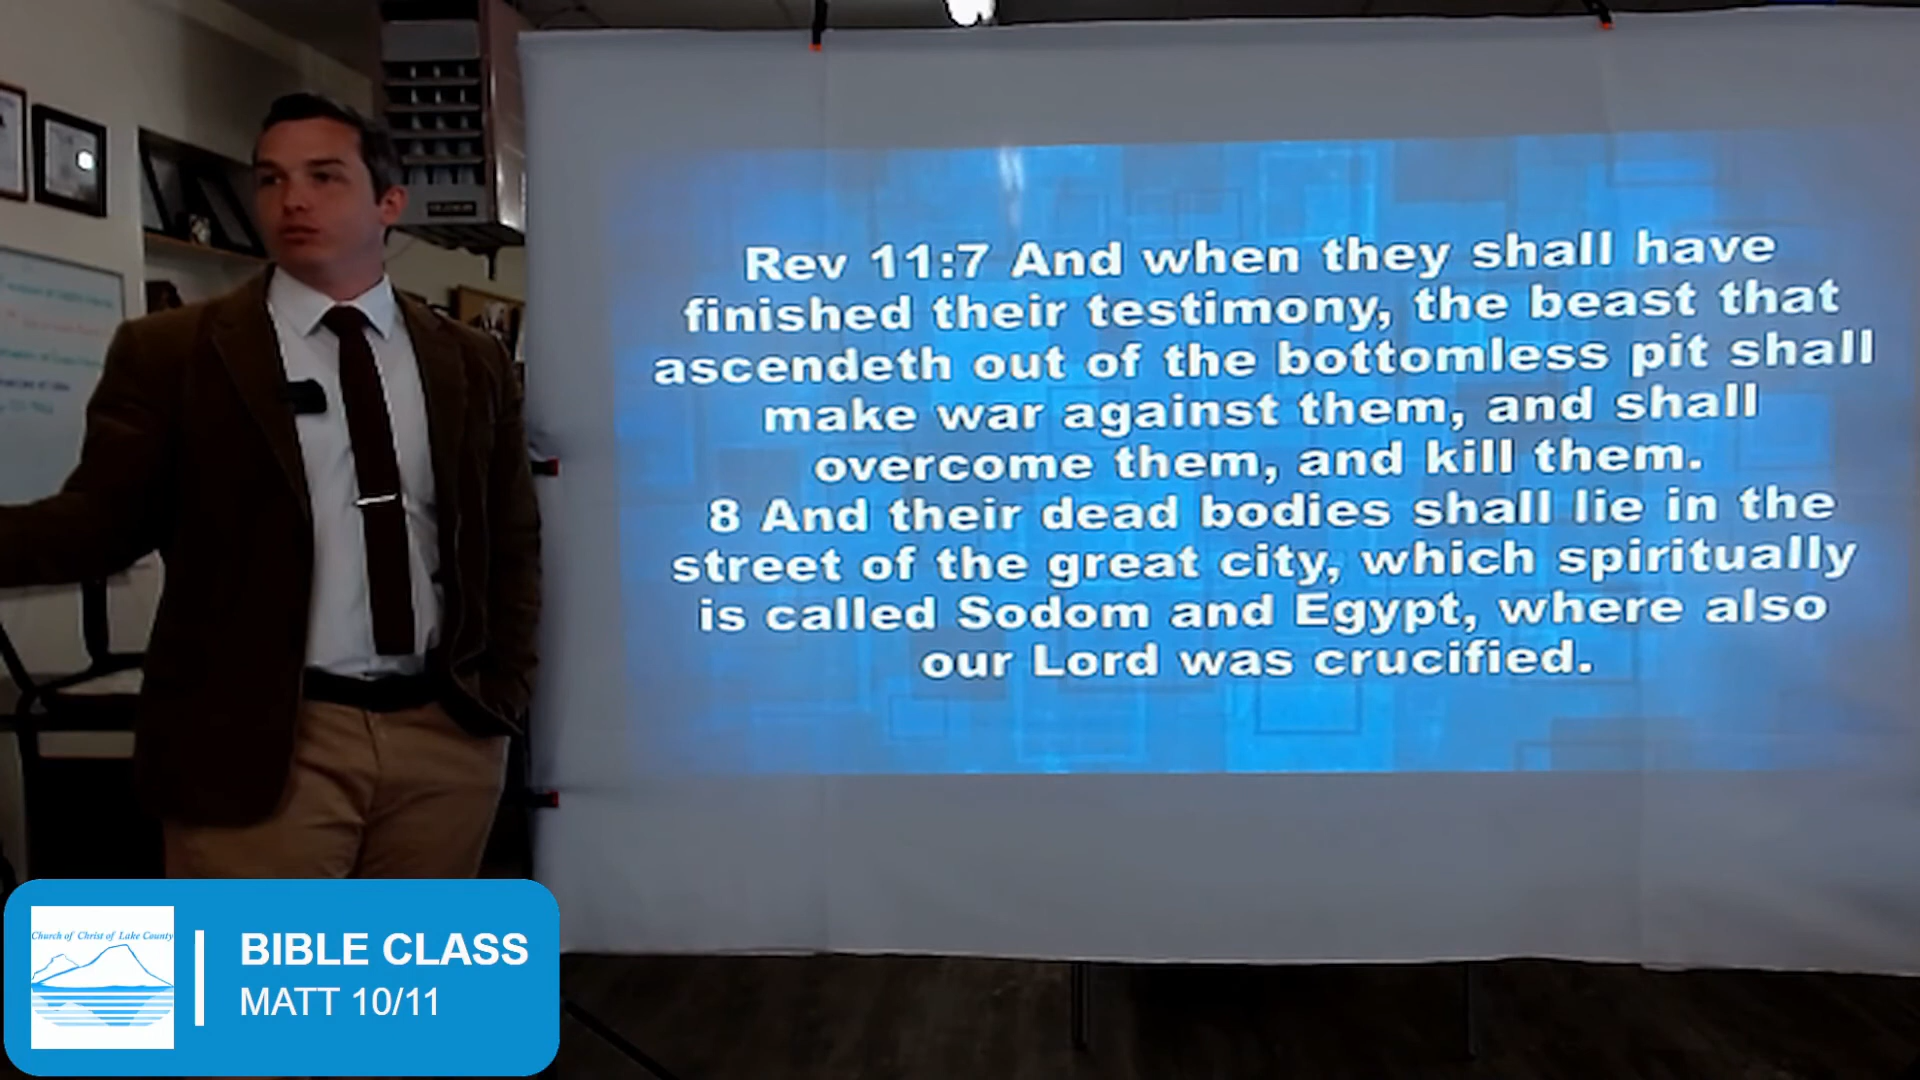 Rev 11:7 And when they shall have
finished their testimony, the beast that
ascendeth out of the bottomless pit shall
make war against them, and shall
overcome them, and kill them.
8 And their dead bodies shall lie in the
street of the great city, which spiritually
is called Sodom and Egypt, where also
our Lord was crucified.
Church of Christ of Lake County
BIBLE CLASS
MATT 10/11